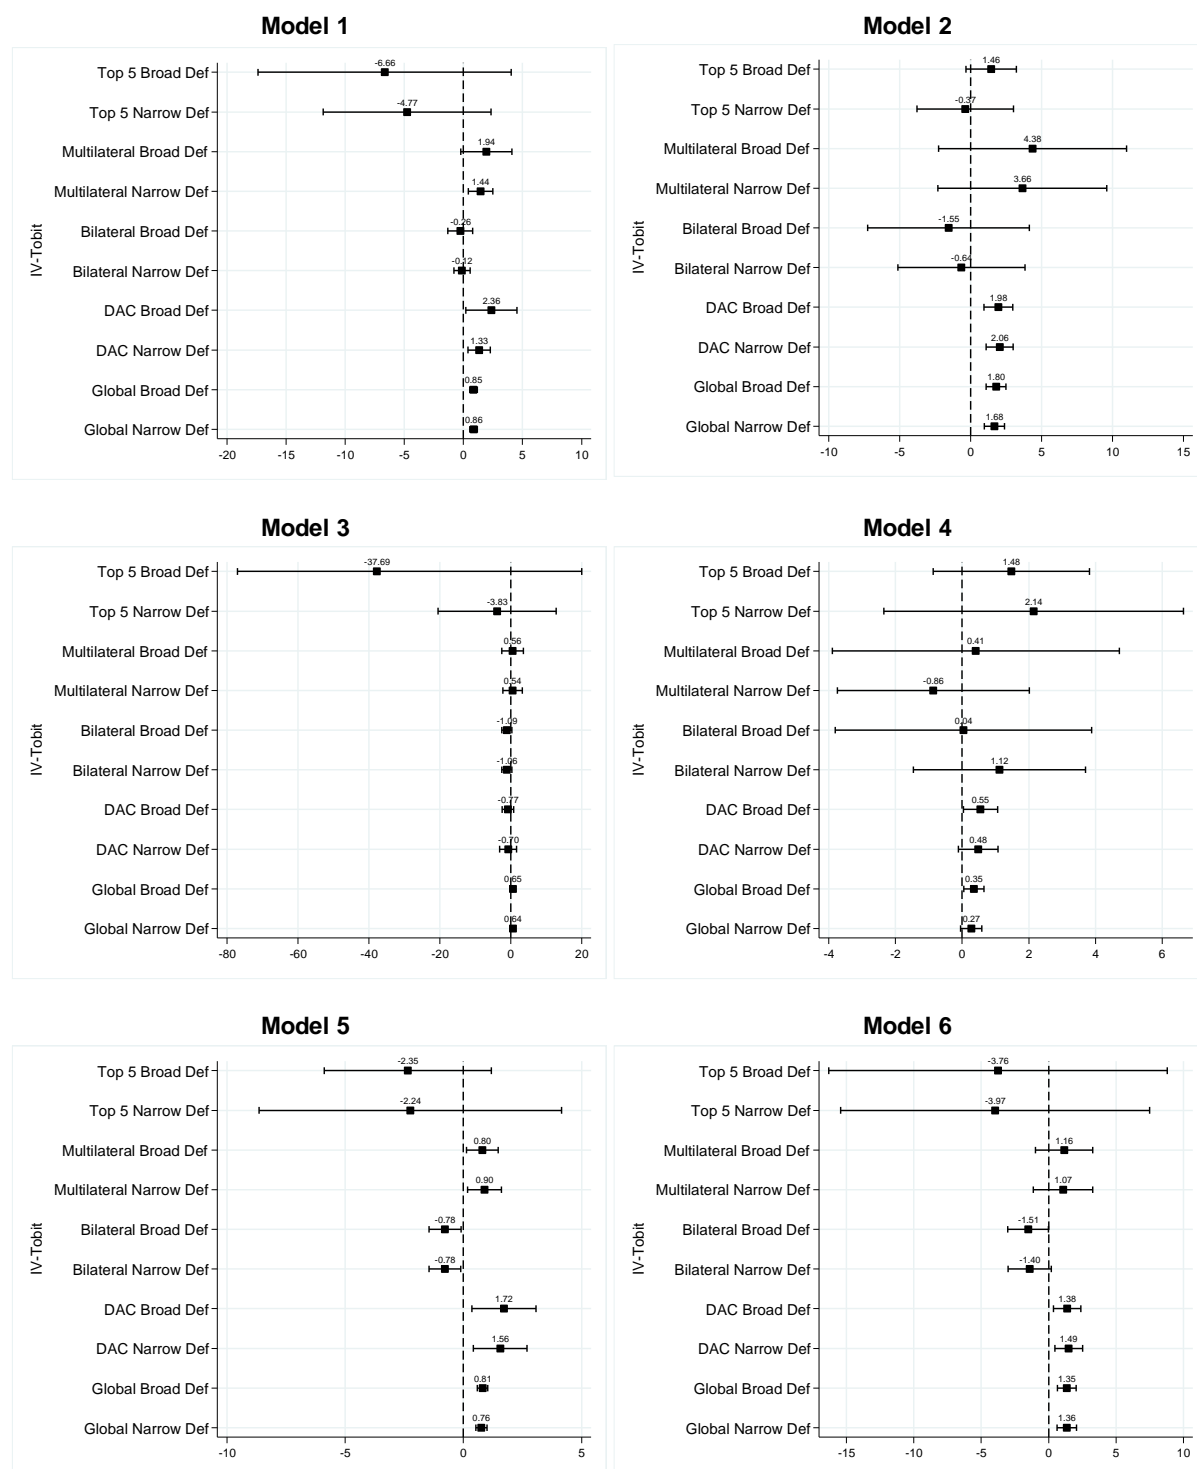 Model 1
Top 5 Broad Def
-6.66
Top 5 Narrow Def
-4.77
Multilateral Broad Def
1.94
Multilateral Narrow Def
1.44
Bilateral Broad Def
-0.26
Bilateral Narrow Def
-0.12
DAC Broad Def
2.36
DAC Narrow Def
1.33
Global Broad Def
0.85
Global Narrow Def
0.86
IV-Tobit
-20 -15 -10 -5 0 5 10
Model 2
Top 5 Broad Def
1.46
Top 5 Narrow Def
-0.37
Multilateral Broad Def
4.38
Multilateral Narrow Def
3.66
Bilateral Broad Def
-1.55
Bilateral Narrow Def
-0.64
DAC Broad Def
1.98
DAC Narrow Def
2.06
Global Broad Def
1.80
Global Narrow Def
1.68
IV-Tobit
-10 -5 0 5 10 15
Model 3
Top 5 Broad Def
-37.69
Top 5 Narrow Def
-3.83
Multilateral Broad Def
0.56
Multilateral Narrow Def
0.54
Bilateral Broad Def
-1.09
Bilateral Narrow Def
-1.06
DAC Broad Def
-0.77
DAC Narrow Def
-0.70
Global Broad Def
0.65
Global Narrow Def
0.64
IV-Tobit
-80 -60 -40 -20 0 20
Model 4
Top 5 Broad Def
1.48
Top 5 Narrow Def
2.14
Multilateral Broad Def
0.41
Multilateral Narrow Def
-0.86
Bilateral Broad Def
0.04
Bilateral Narrow Def
1.12
DAC Broad Def
0.55
DAC Narrow Def
0.48
Global Broad Def
0.35
Global Narrow Def
0.27
IV-Tobit
-4 -2 0 2 4 6
Model 5
Top 5 Broad Def
-2.35
Top 5 Narrow Def
-2.24
Multilateral Broad Def
0.80
Multilateral Narrow Def
0.90
Bilateral Broad Def
-0.78
Bilateral Narrow Def
-0.78
DAC Broad Def
1.72
DAC Narrow Def
1.56
Global Broad Def
0.81
Global Narrow Def
0.76
IV-Tobit
-10 -5 0 5
Model 6
Top 5 Broad Def
-3.76
Top 5 Narrow Def
-3.97
Multilateral Broad Def
1.16
Multilateral Narrow Def
1.07
Bilateral Broad Def
-1.51
Bilateral Narrow Def
-1.40
DAC Broad Def
1.38
DAC Narrow Def
1.49
Global Broad Def
1.35
Global Narrow Def
1.36
IV-Tobit
-15 -10 -5 0 5 10